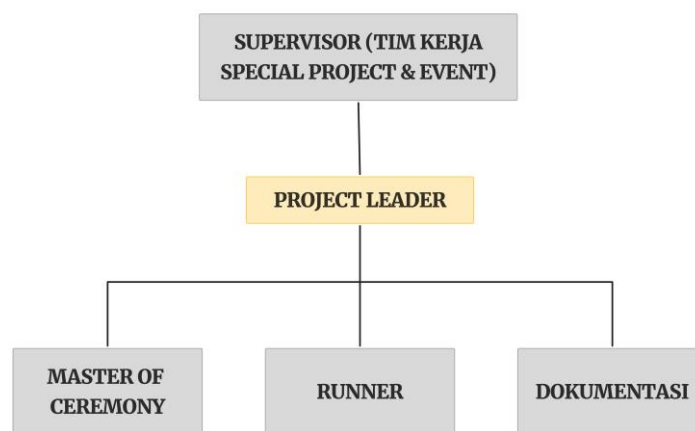 SUPERVISOR (TIM KERJA
SPECIAL PROJECT & EVENT)
PROJECT LEADER
MASTER OF
CEREMONY
RUNNER
DOKUMENTASI